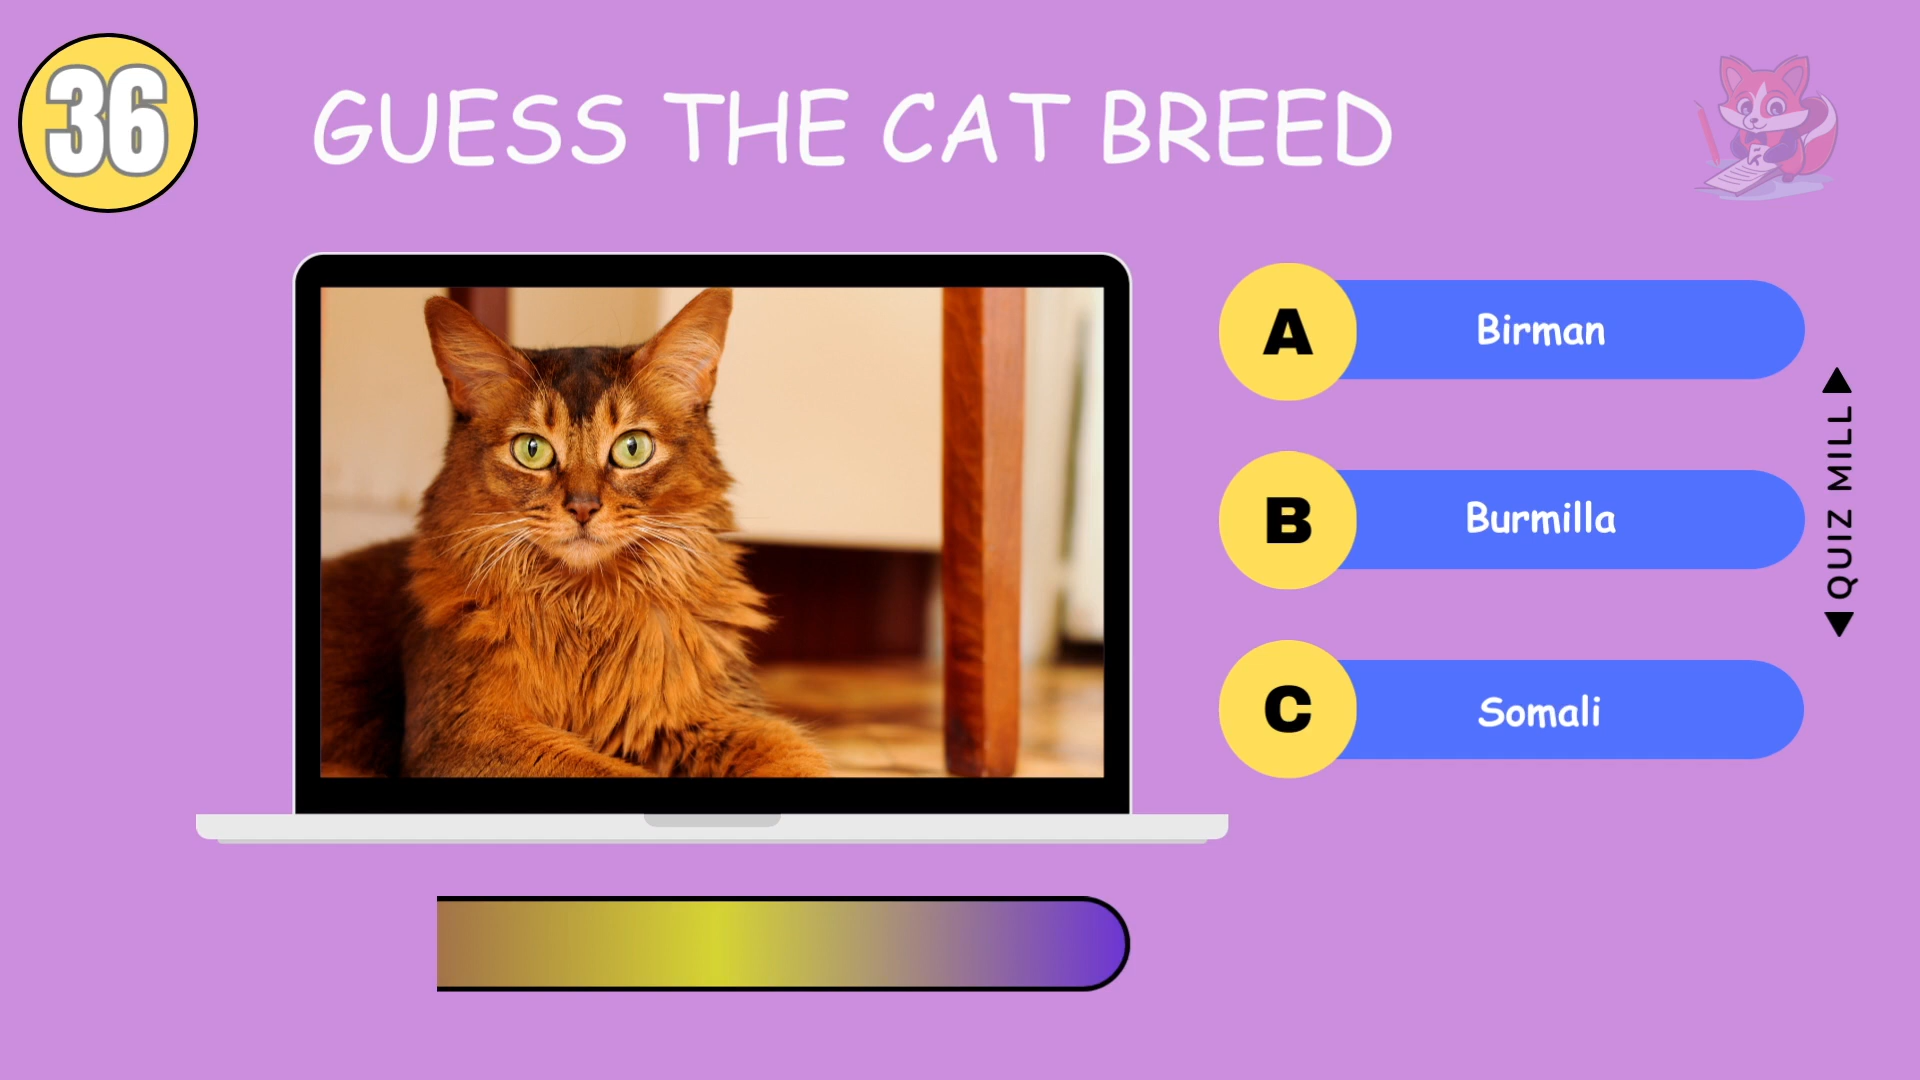 36
GUESS THE CAT BREED
A
Birman
B
Burmilla
C
Somali
QUIZ MILL